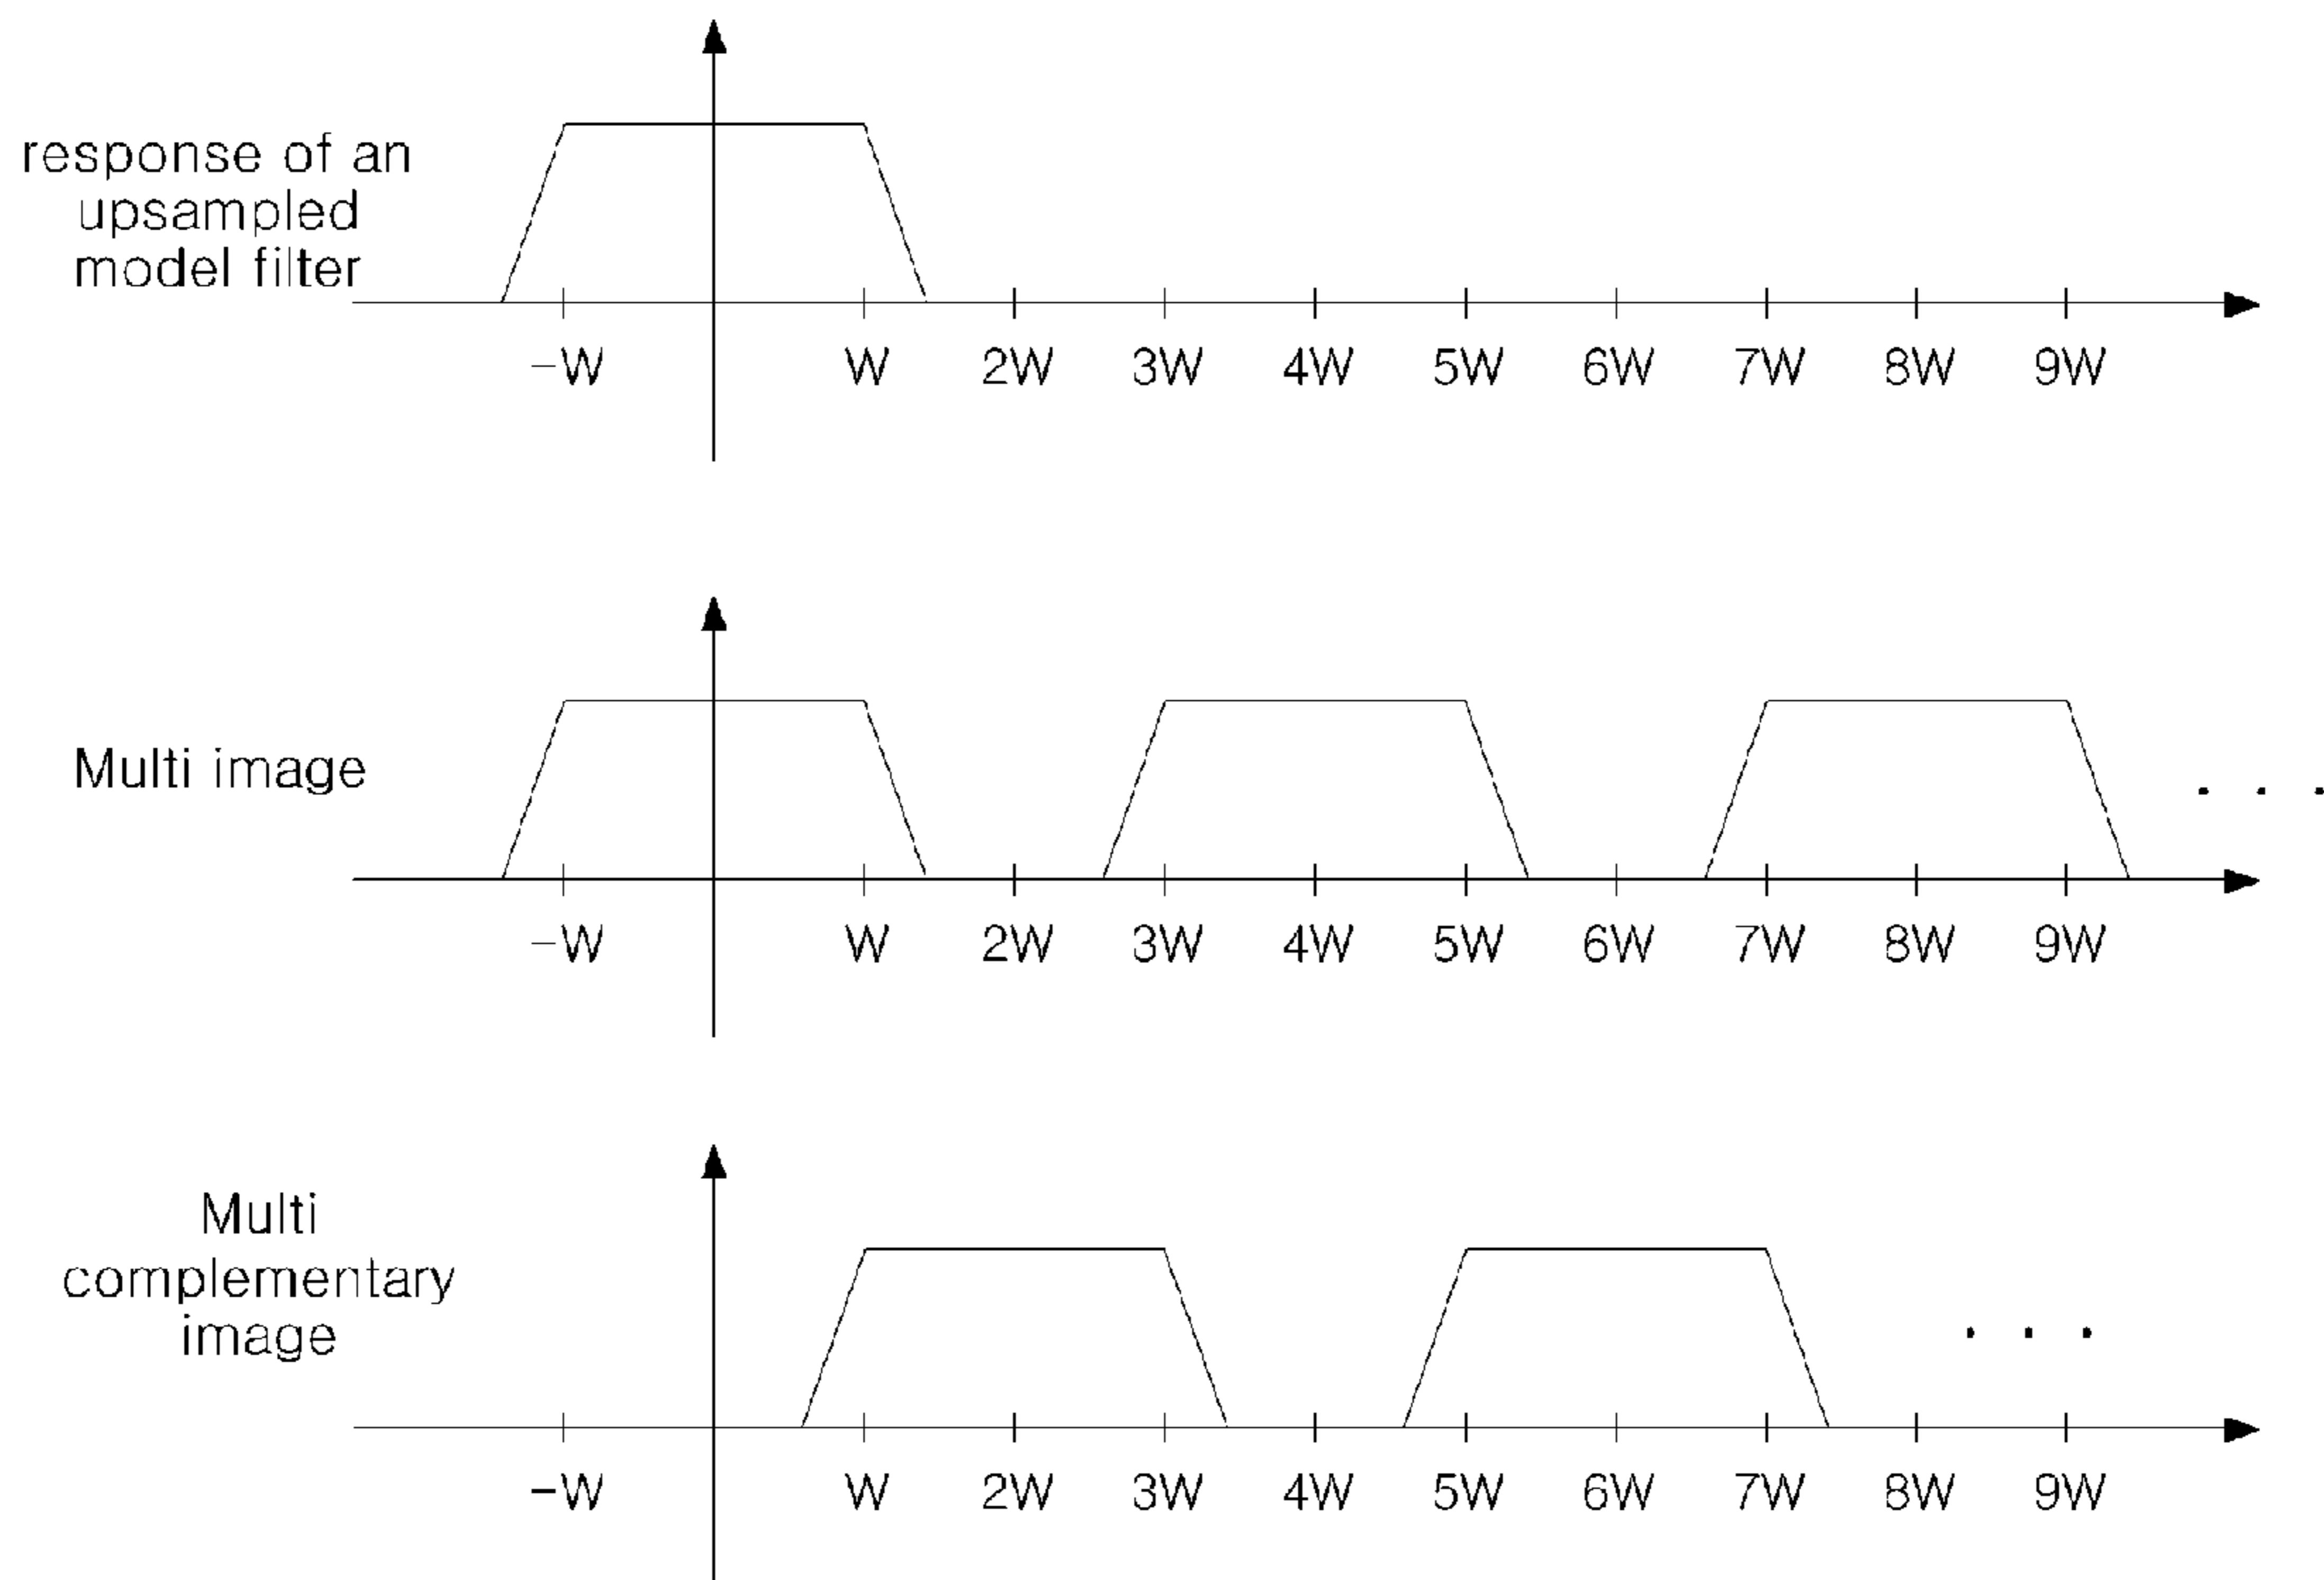 response of an
upsampled
model filter
-W W 2W 3W 4W 5W 6W 7W 8W 9W
Multi image
. . .
-W W 2W 3W 4W 5W 6W 7W 8W 9W
Multi
complementary
image
. . .
-W W 2W 3W 4W 5W 6W 7W 8W 9W